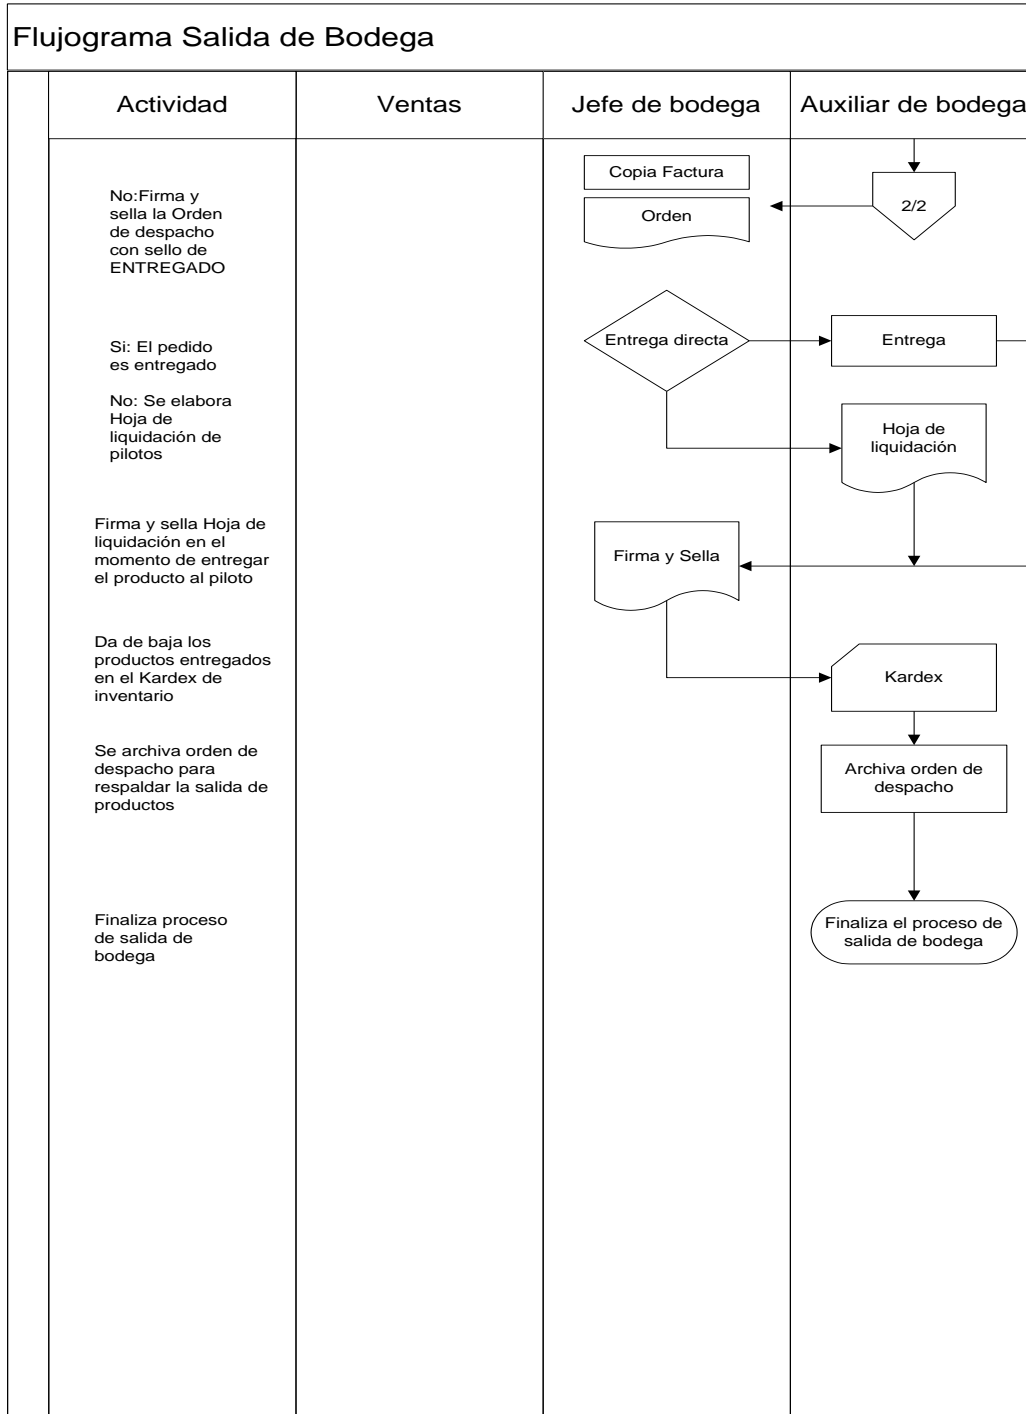 Flujograma Salida de Bodega
Actividad
Ventas
Jefe de bodega
Auxiliar de bodega
No:Firma y
sella la Orden
de despacho
con sello de
ENTREGADO
Copia Factura
Orden
2/2
Si: El pedido
es entregado
Entrega directa
Entrega
No: Se elabora
Hoja de
liquidación de
pilotos
Hoja de
liquidación
Firma y sella Hoja de
liquidación en el
momento de entregar
el producto al piloto
Firma y Sella
Da de baja los
productos entregados
en el Kardex de
inventario
Kardex
Se archiva orden de
despacho para
respaldar la salida de
productos
Archiva orden de
despacho
Finaliza proceso
de salida de
bodega
Finaliza el proceso de
salida de bodega